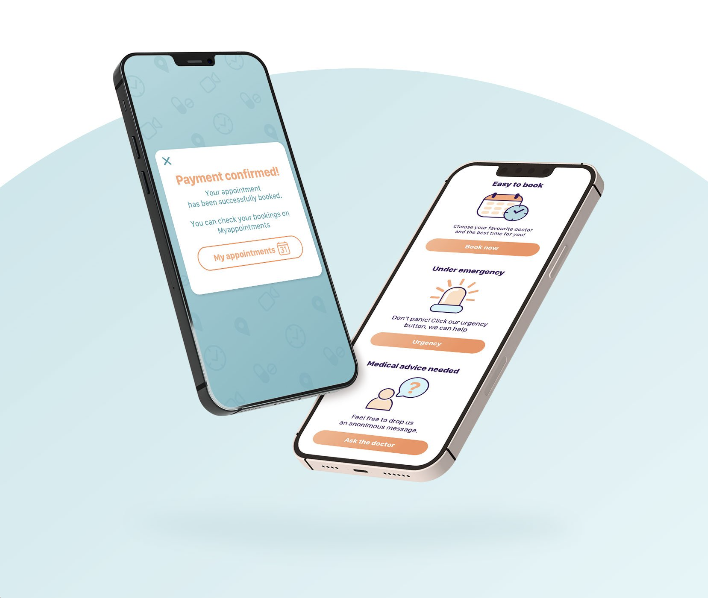 Payment confirmed!
Your appointment
has been successfully booked.
You can check your bookings on
Myappointments
My appointments
31
Easy to book
Choose your favourite doctor
and the best time for you!
Book now
Under emergency
Don't panic! Click our urgency
button, we can help
Urgency
Medical advice needed
?
Feel free to drop us
an anonimous message.
Ask the doctor